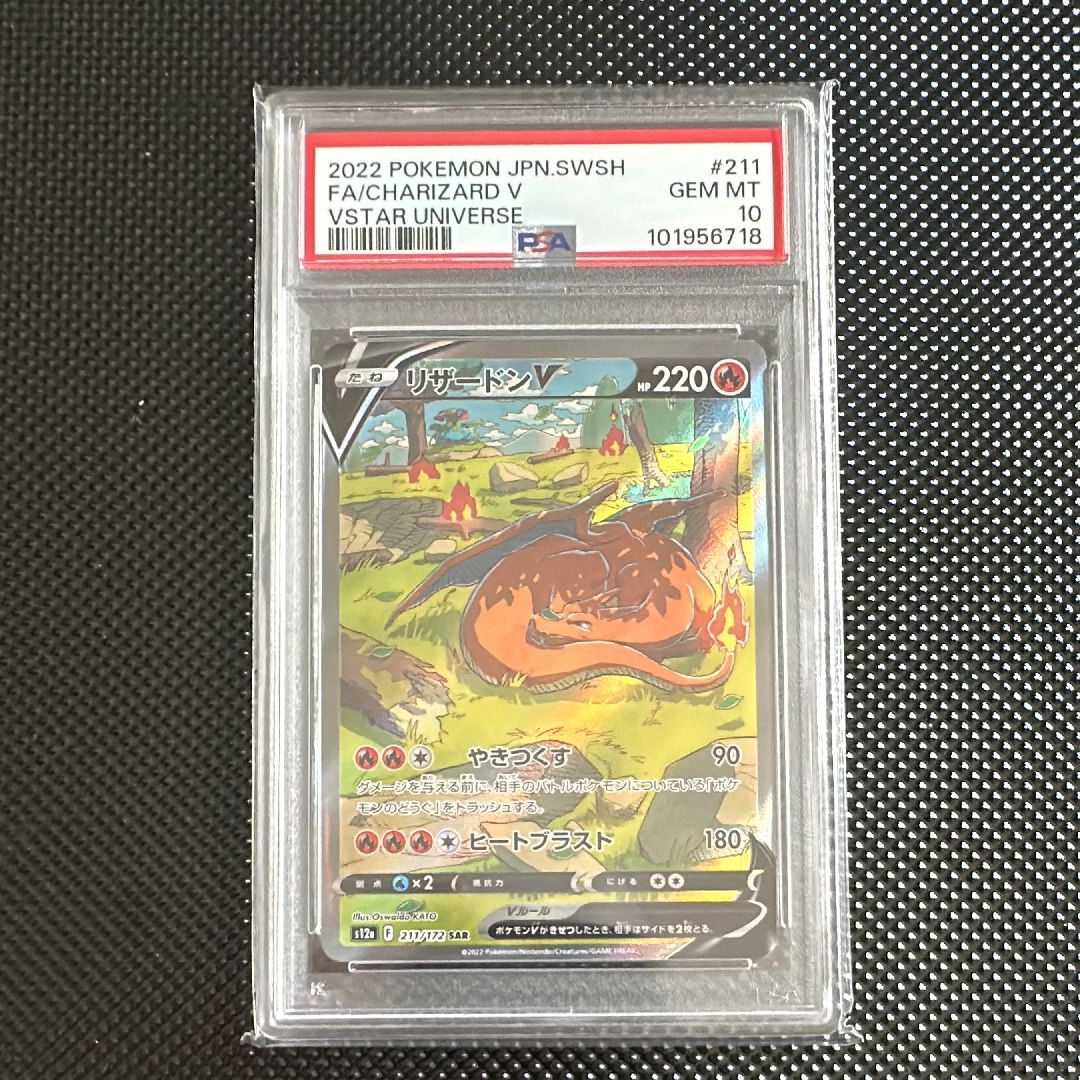 2022 POKEMON JPN.SWSH #211
FA/CHARIZARD V GEM MT
VSTAR UNIVERSE 10
PSA 101956718
たね リザードンV HP 220
やきつくす 90
ダメージを与える前に、相手のバトルポケモンについている「ポケ
モンのどうぐ」をトラッシュする。
ヒートブラスト 180
弱点 ×2 抵抗力 にげる
Illus. Oswaldo KATO
Vルール
s12a F 211/172 SAR ポケモンVがきぜつしたとき、相手はサイドを2枚とる。
©2022 Pokémon/Nintendo/Creatures/GAME FREAK